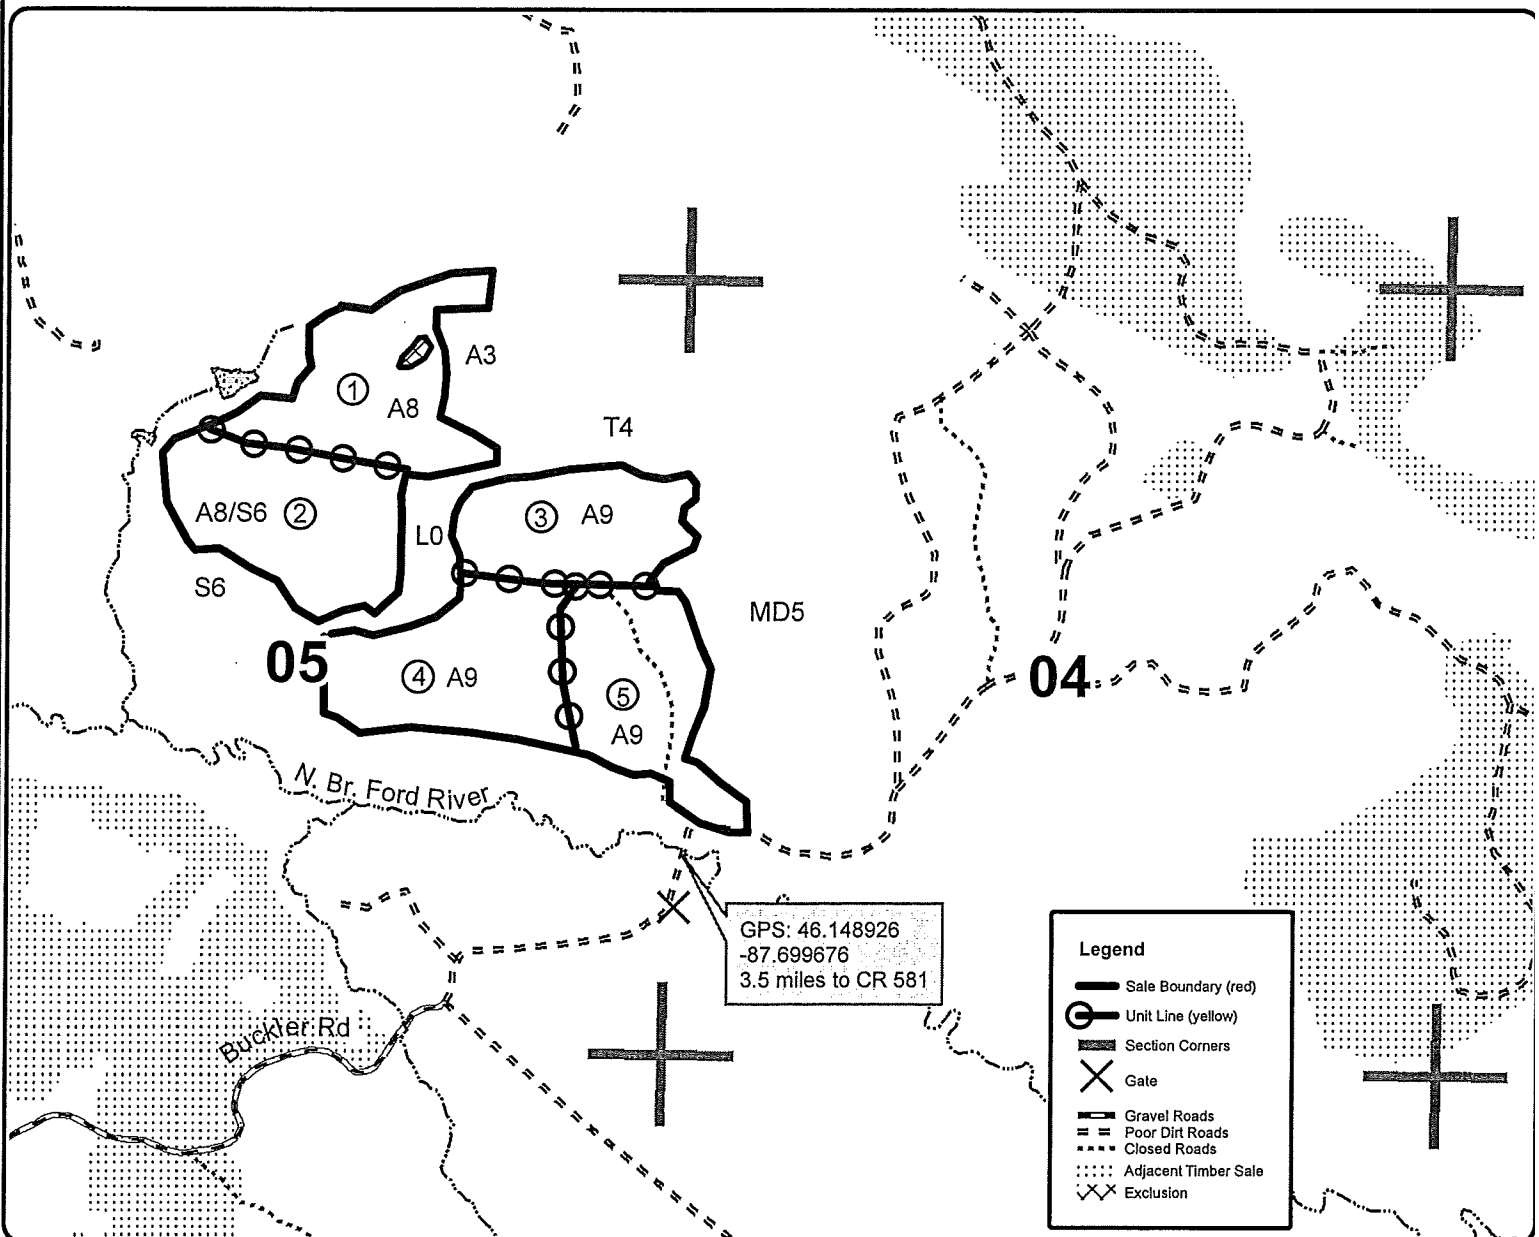 A3
1
A8
T4
A8/S6 2
L0
3 A9
S6
MD5
05
4 A9
5
A9
04
N. Br. Ford River
GPS: 46.148926
-87.699676
3.5 miles to CR 581
Buckler Rd
Legend
Sale Boundary (red)
Unit Line (yellow)
Section Corners
Gate
Gravel Roads
Poor Dirt Roads
Closed Roads
Adjacent Timber Sale
Exclusion